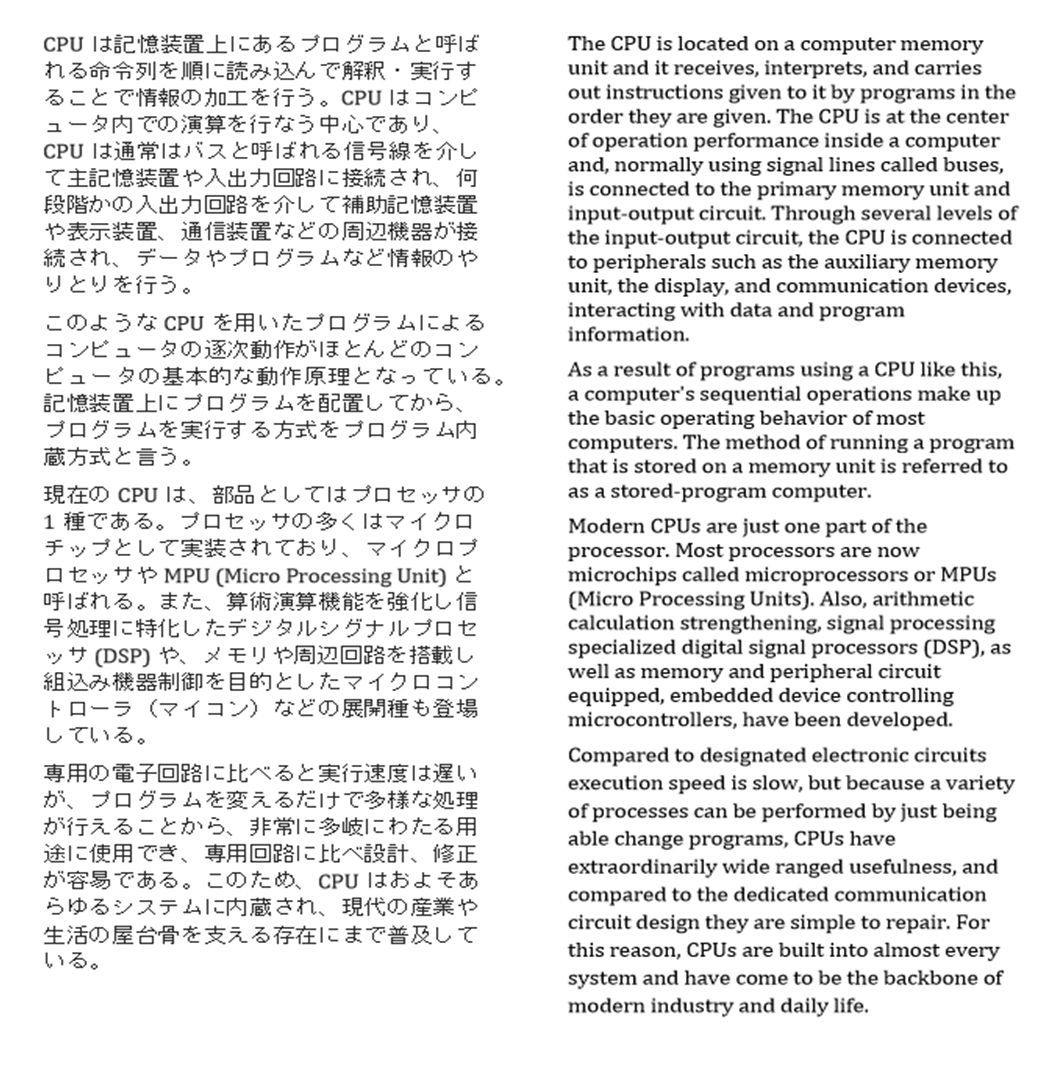 CPU は記憶装置上にあるプログラムと呼ば
れる命令列を順に読み込んで解釈・実行す
ることで情報の加工を行う。CPU はコンピ
ュータ内での演算を行なう中心であり、
CPU は通常はバスと呼ばれる信号線を介し
て主記憶装置や入出力回路に接続され、何
段階かの入出力回路を介して補助記憶装置
や表示装置、通信装置などの周辺機器が接
続され、データやプログラムなど情報のや
りとりを行う。
このような CPU を用いたプログラムによる
コンピュータの逐次動作がほとんどのコン
ピュータの基本的な動作原理となっている。
記憶装置上にプログラムを配置してから、
プログラムを実行する方式をプログラム内
蔵方式と言う。
現在の CPU は、部品としてはプロセッサの
1 種である。プロセッサの多くはマイクロ
チップとして実装されており、マイクロプ
ロセッサや MPU (Micro Processing Unit) と
呼ばれる。また、算術演算機能を強化し信
号処理に特化したデジタルシグナルプロセ
ッサ (DSP) や、メモリや周辺回路を搭載し
組込み機器制御を目的としたマイクロコン
トローラ（マイコン）などの展開種も登場
している。
専用の電子回路に比べると実行速度は遅い
が、プログラムを変えるだけで多様な処理
が行えることから、非常に多岐にわたる用
途に使用でき、専用回路に比べ設計、修正
が容易である。このため、CPU はおよそあ
らゆるシステムに内蔵され、現代の産業や
生活の屋台骨を支える存在にまで普及して
いる。
The CPU is located on a computer memory
unit and it receives, interprets, and carries
out instructions given to it by programs in the
order they are given. The CPU is at the center
of operation performance inside a computer
and, normally using signal lines called buses,
is connected to the primary memory unit and
input-output circuit. Through several levels of
the input-output circuit, the CPU is connected
to peripherals such as the auxiliary memory
unit, the display, and communication devices,
interacting with data and program
information.
As a result of programs using a CPU like this,
a computer's sequential operations make up
the basic operating behavior of most
computers. The method of running a program
that is stored on a memory unit is referred to
as a stored-program computer.
Modern CPUs are just one part of the
processor. Most processors are now
microchips called microprocessors or MPUs
(Micro Processing Units). Also, arithmetic
calculation strengthening, signal processing
specialized digital signal processors (DSP), as
well as memory and peripheral circuit
equipped, embedded device controlling
microcontrollers, have been developed.
Compared to designated electronic circuits
execution speed is slow, but because a variety
of processes can be performed by just being
able change programs, CPUs have
extraordinarily wide ranged usefulness, and
compared to the dedicated communication
circuit design they are simple to repair. For
this reason, CPUs are built into almost every
system and have come to be the backbone of
modern industry and daily life.